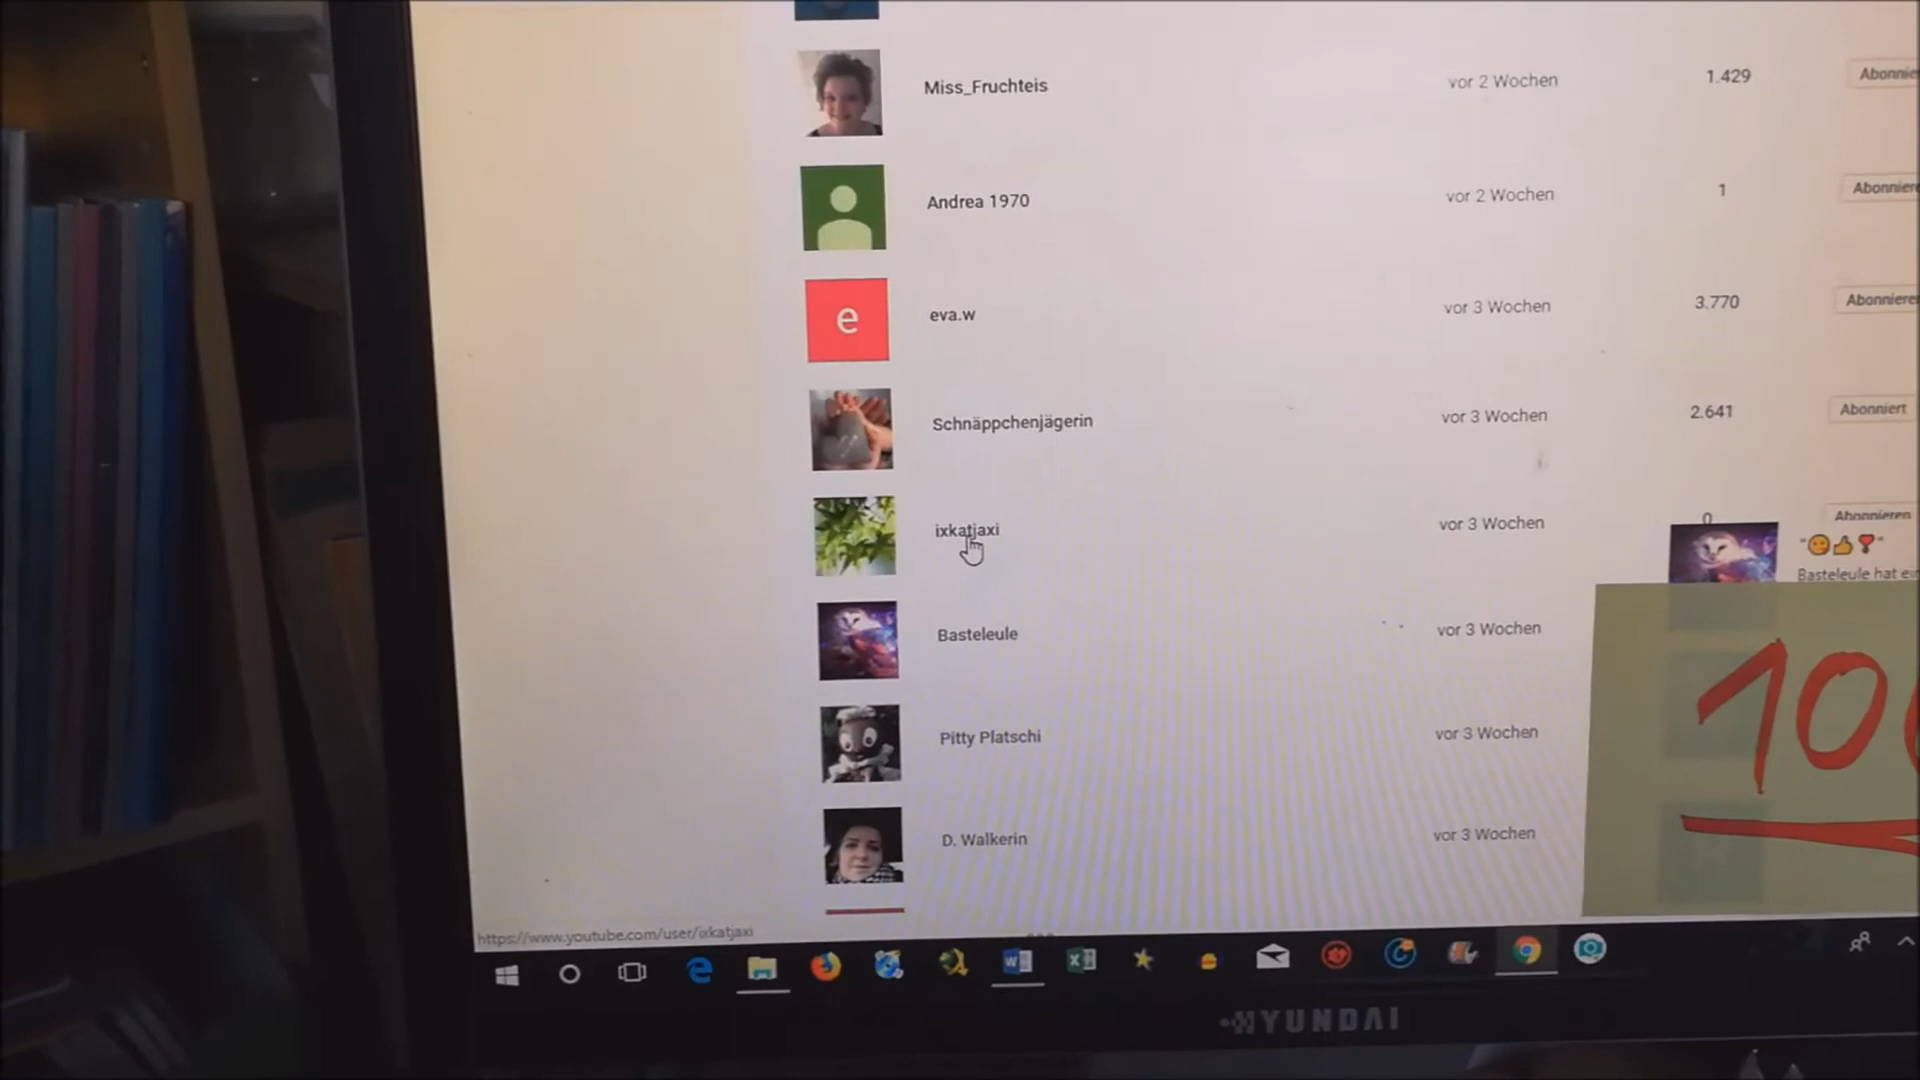 Miss_Fruchteis vor 2 Wochen 1.429
Andrea 1970 vor 2 Wochen 1
eva.w vor 3 Wochen 3.770
e
Schnäppchenjägerin vor 3 Wochen 2.641 Abonniert
ixkatjaxi vor 3 Wochen 0 Abonnieren
"😍👍❣"
Basteleule hat
Basteleule vor 3 Wochen
Pitty Platschi vor 3 Wochen
D. Walkerin vor 3 Wochen
https://www.youtube.com/user/ixkatjaxi
HYUNDAI